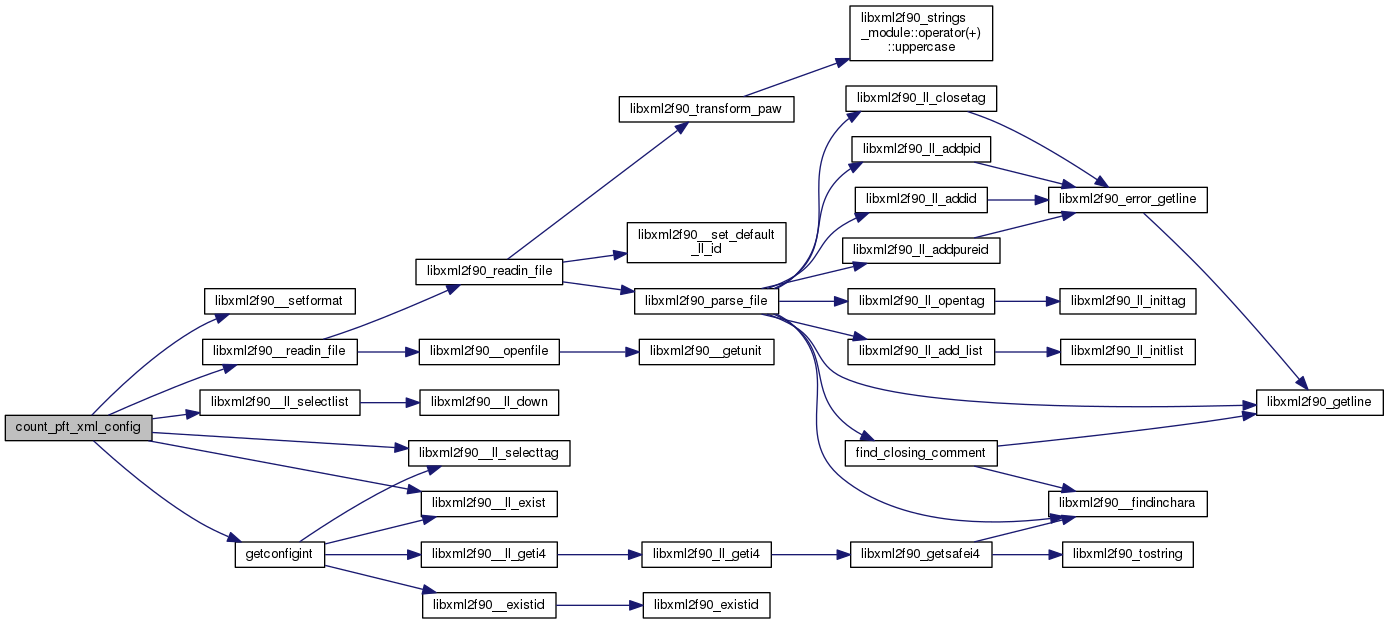 libxml2f90_strings
_module::operator(+)
::uppercase
libxml2f90_transform_paw
libxml2f90_ll_closetag
libxml2f90_ll_addpid
libxml2f90_ll_addid
libxml2f90_error_getline
libxml2f90__set_default
_ll_id
libxml2f90_ll_addpureid
libxml2f90_readin_file
libxml2f90__setformat
libxml2f90_parse_file
libxml2f90_ll_opentag
libxml2f90_ll_inittag
libxml2f90__readin_file
libxml2f90__openfile
libxml2f90__getunit
libxml2f90_ll_add_list
libxml2f90_ll_initlist
libxml2f90__ll_selectlist
libxml2f90__ll_down
libxml2f90_getline
count_pft_xml_config
libxml2f90__ll_selecttag
find_closing_comment
libxml2f90__ll_exist
libxml2f90__findinchara
getconfigint
libxml2f90__ll_geti4
libxml2f90_ll_geti4
libxml2f90_getsafei4
libxml2f90_tostring
libxml2f90__existid
libxml2f90_existid